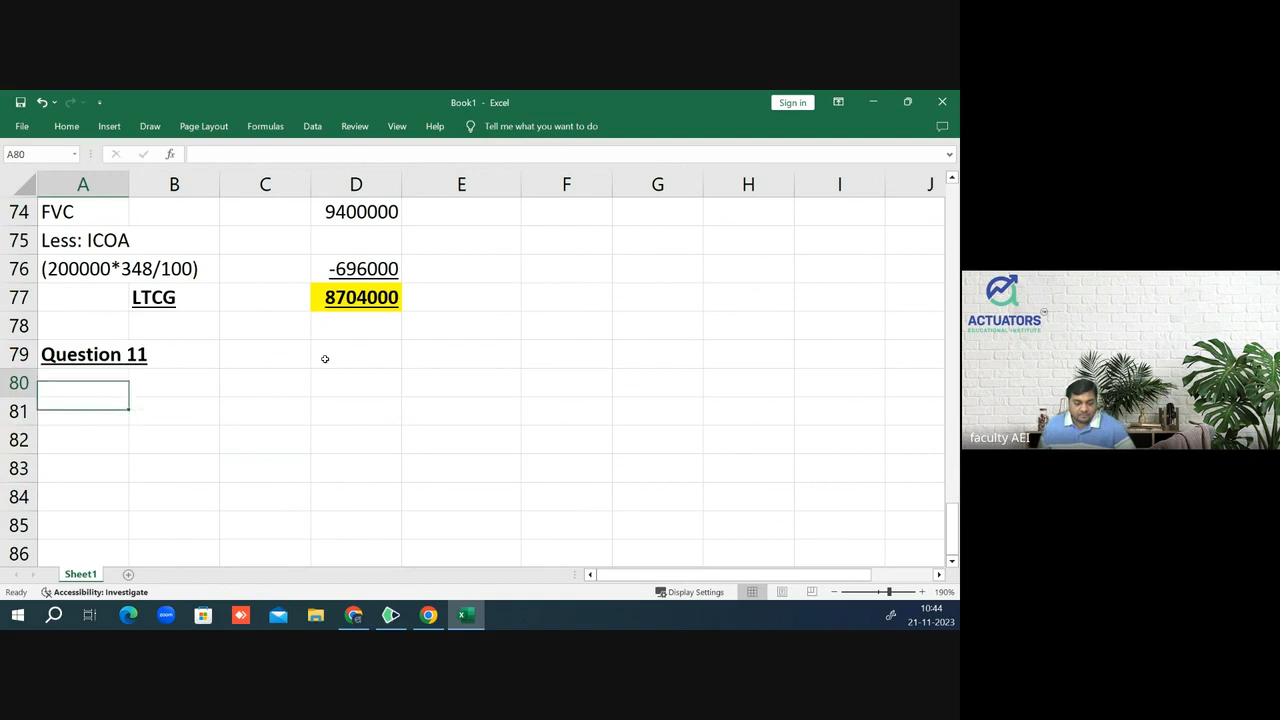 Book1 - Excel
Sign in
File Home Insert Draw Page Layout Formulas Data Review View Help Tell me what you want to do
A80
fx
A B C D E F G H I J
74 FVC 9400000
75 Less: ICOA
76 (200000*348/100) -696000
77 LTCG 8704000
78
79 Question 11
80
81
82
83
84
85
86
Sheet1
Ready Accessibility: Investigate Display Settings 190%
zoom
10:44
21-11-2023
ACTUATORS
EDUCATIONAL INSTITUTE
faculty AEI